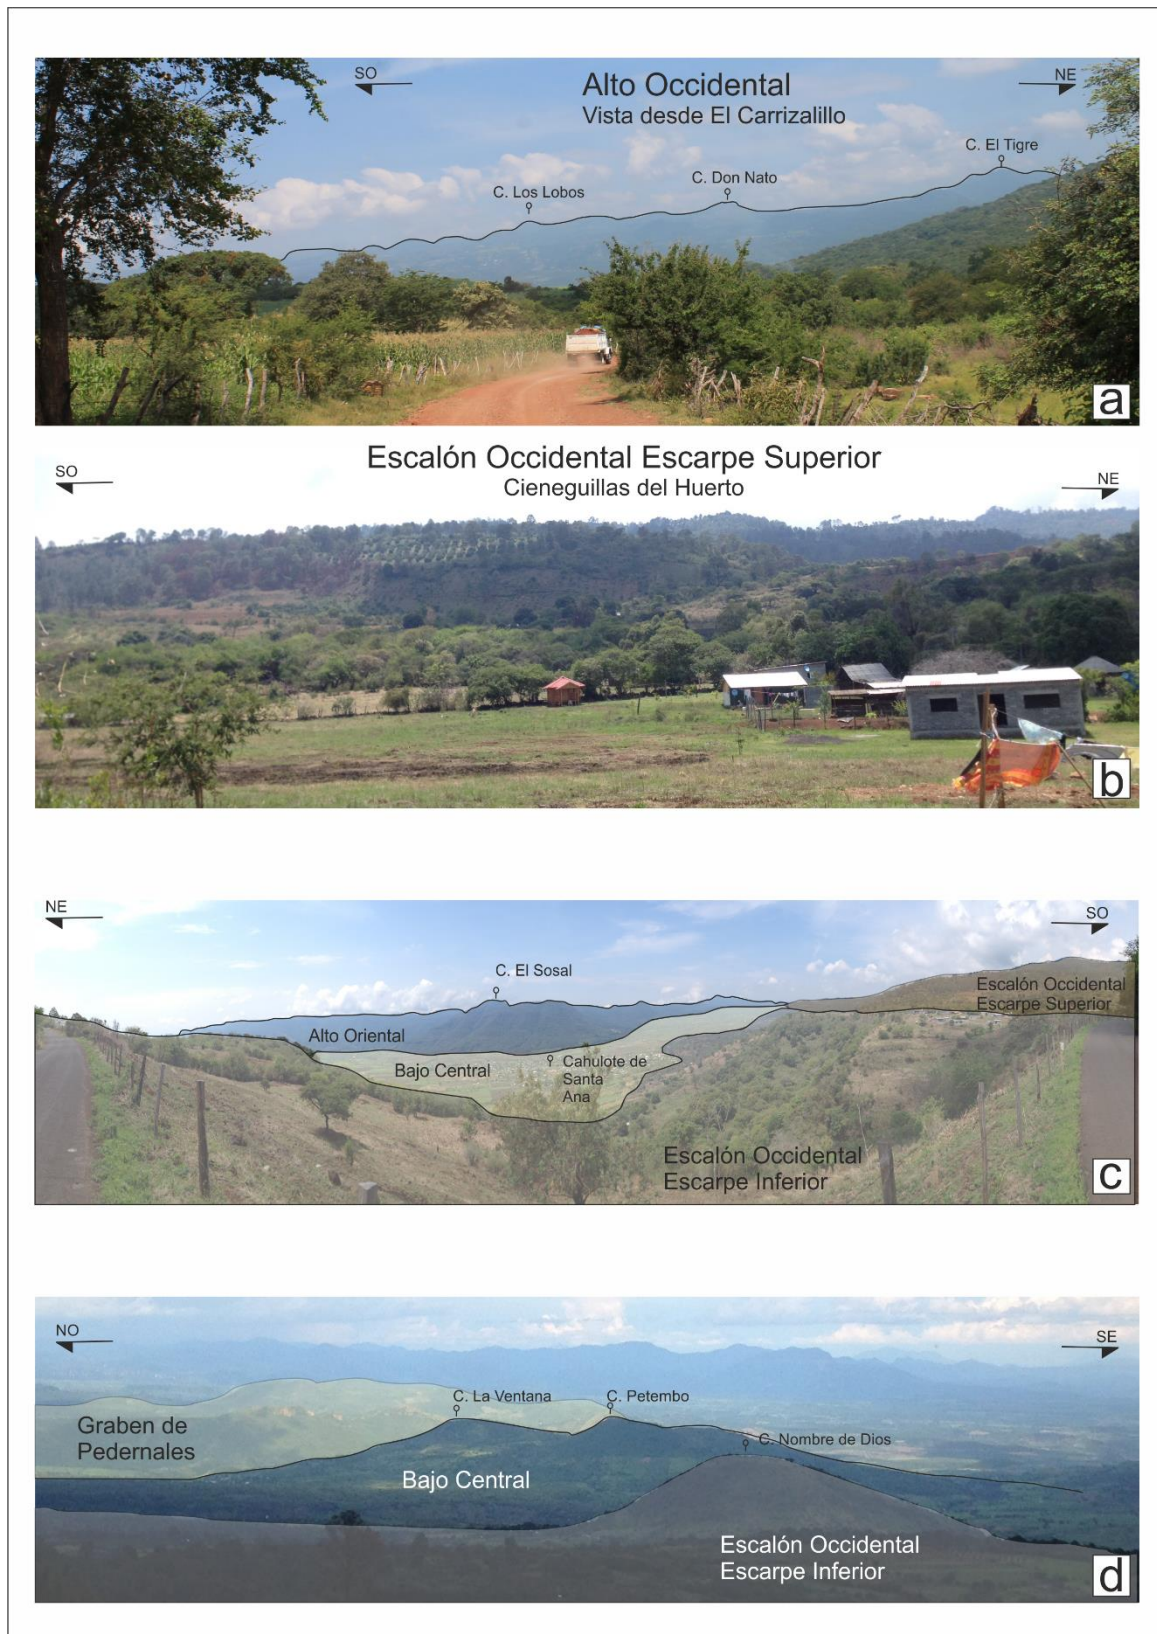 SO
Alto Occidental
NE
Vista desde El Carrizalillo
C. El Tigre
C. Don Nato
C. Los Lobos
a
Escalón Occidental Escarpe Superior
SO
Cieneguillas del Huerto
NE
b
NE
SO
C. El Sosal
Escalón Occidental
Escarpe Superior
Alto Oriental
Bajo Central
Cahulote de
Santa
Ana
Escalón Occidental
Escarpe Inferior
c
NO
SE
C. La Ventana
C. Petembo
Graben de
Pedernales
C. Nombre de Dios
Bajo Central
Escalón Occidental
Escarpe Inferior
d